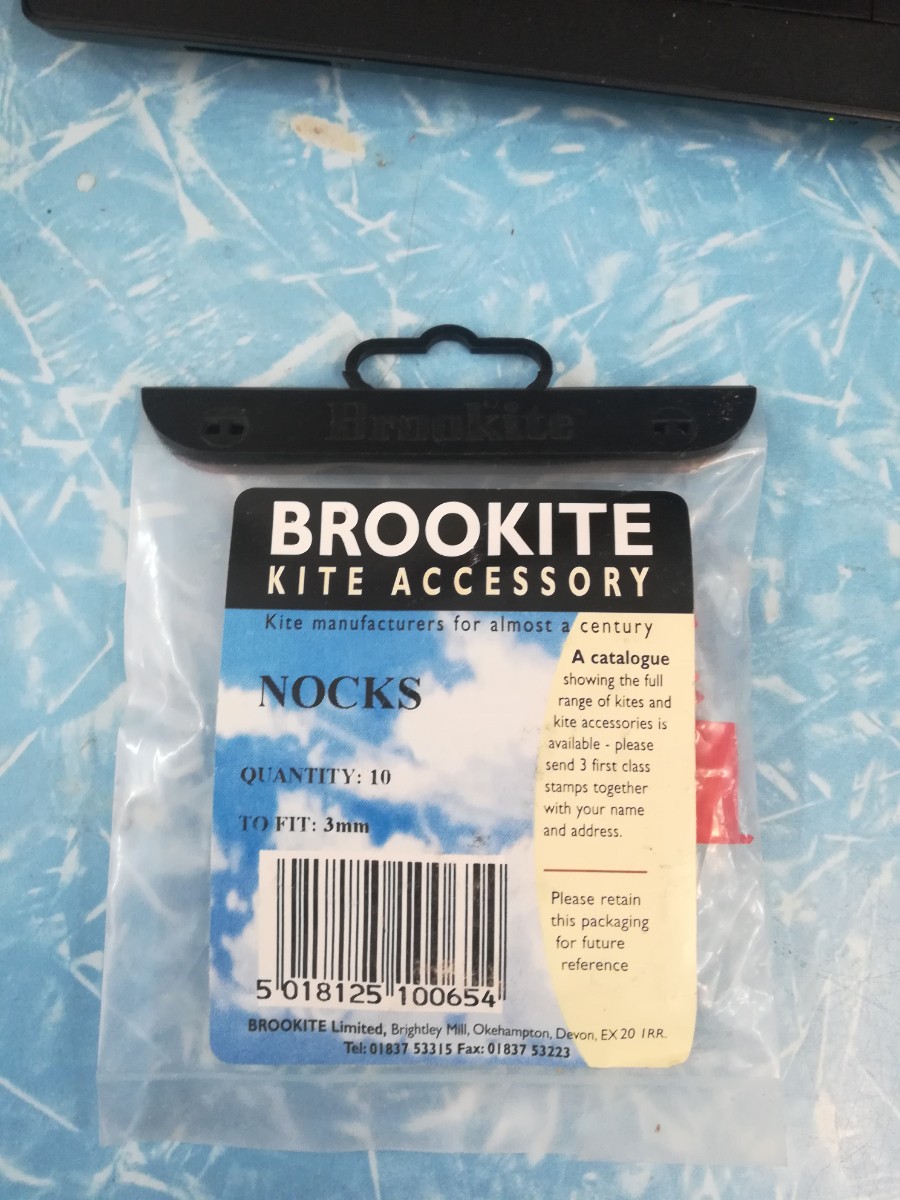 Brookite
BROOKITE
KITE ACCESSORY
Kite manufacturers for almost a century
NOCKS
QUANTITY: 10
TO FIT: 3mm
5 018125 100654
A catalogue
showing the full
range of kites and
kite accessories is
available - please
send 3 first class
stamps together
with your name
and address.
Please retain
this packaging
for future
reference
BROOKITE Limited, Brightley Mill, Okehampton, Devon, EX20 1RR.
Tel: 01837 53315 Fax: 01837 53223